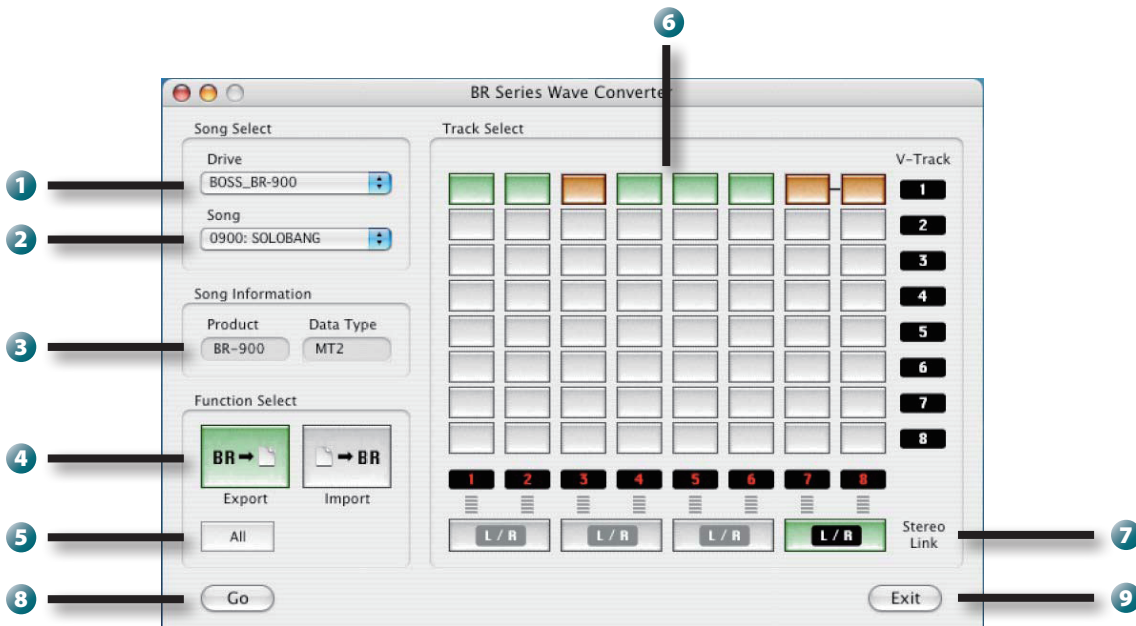 6
BR Series Wave Converter
Song Select
Track Select
Drive
V-Track
1
BOSS_BR-900
1
Song
2
2
0900: SOLOBANG
3
Song Information
4
Product
Data Type
5
3
BR-900
MT2
6
Function Select
7
4
BR
BR
8
Export
Import
1 2 3 4 5 6 7 8
5
All
L / R
L / R
L / R
L / R
Stereo
Link
7
8
Go
Exit
9